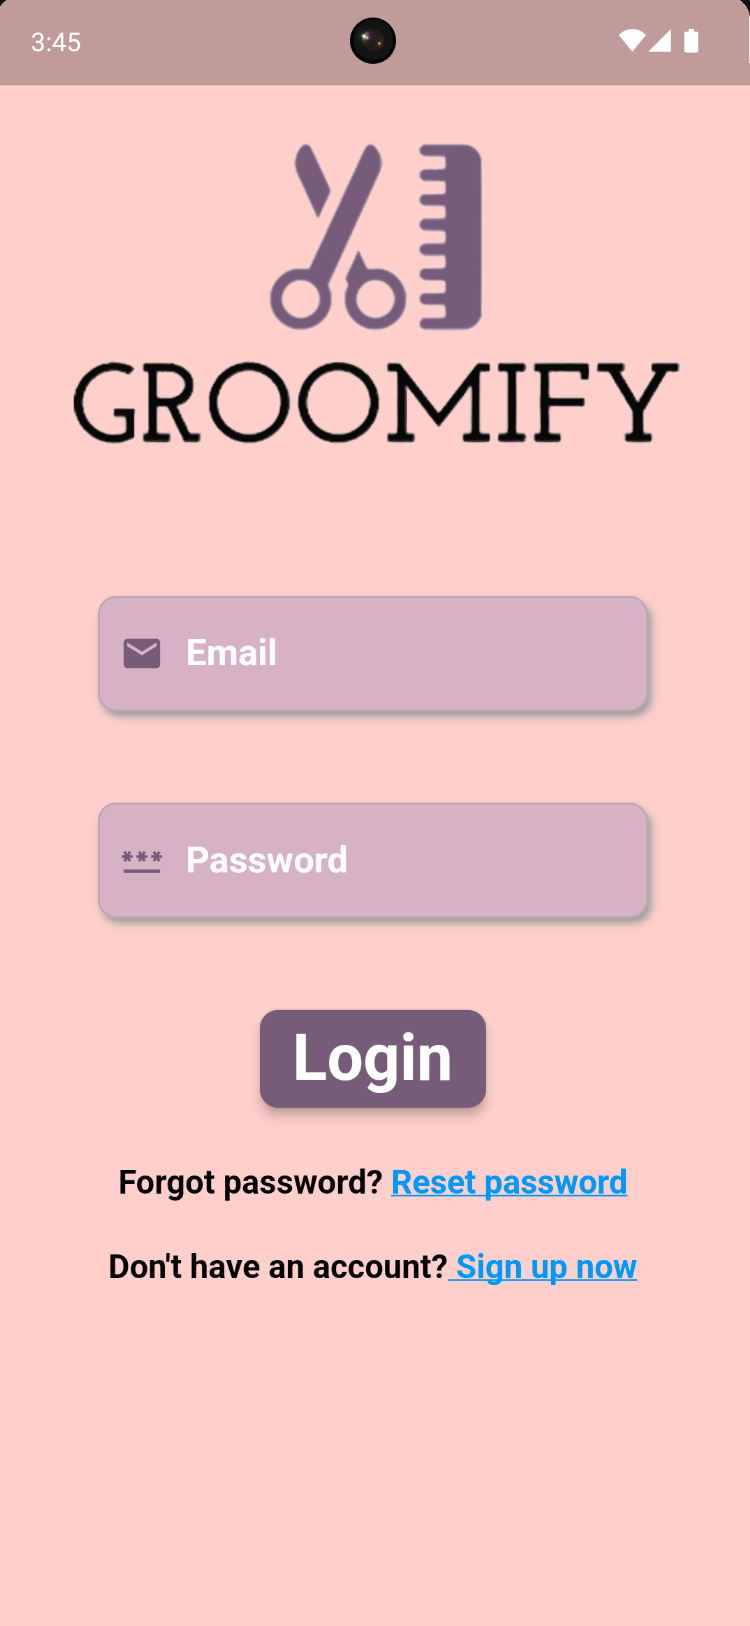 3:45
GROOMIFY
Email
*** Password
Login
Forgot password? Reset password
Don't have an account? Sign up now